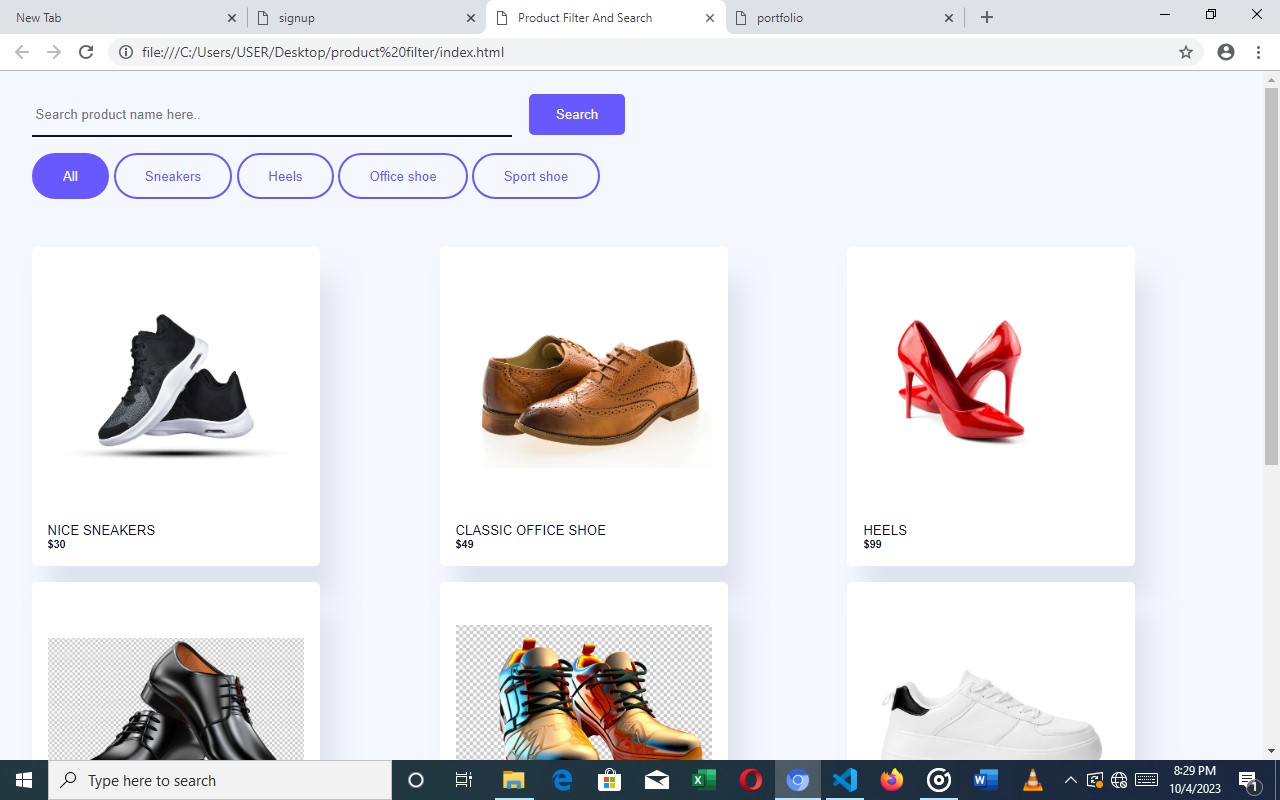 New Tab
signup
Product Filter And Search
portfolio
file:///C:/Users/USER/Desktop/product%20filter/index.html
Search product name here..
Search
All
Sneakers
Heels
Office shoe
Sport shoe
NICE SNEAKERS
$30
CLASSIC OFFICE SHOE
$49
HEELS
$99
Type here to search
8:29 PM
10/4/2023
1